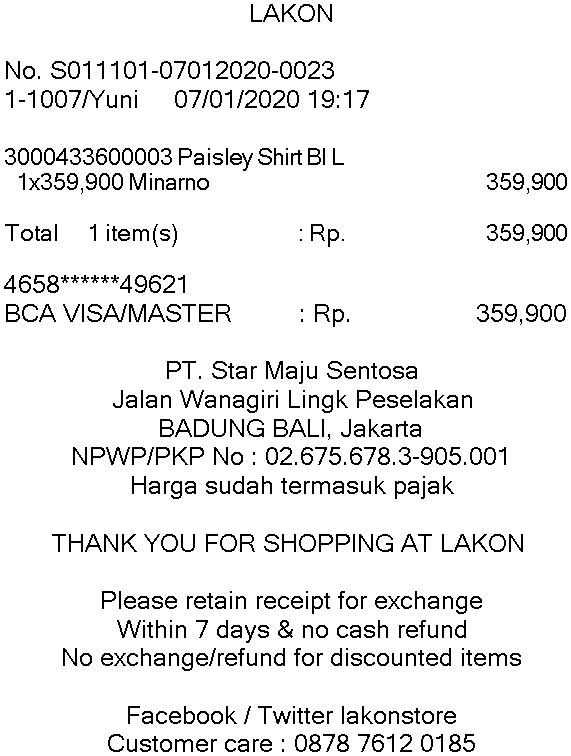 LAKON
No. S011101-07012020-0023
1-1007/Yuni 07/01/2020 19:17
3000433600003 Paisley Shirt Bl L
1x359,900 Minarno 359,900
Total 1 item(s) : Rp. 359,900
4658******49621
BCA VISA/MASTER : Rp. 359,900
PT. Star Maju Sentosa
Jalan Wanagiri Lingk Peselakan
BADUNG BALI, Jakarta
NPWP/PKP No : 02.675.678.3-905.001
Harga sudah termasuk pajak
THANK YOU FOR SHOPPING AT LAKON
Please retain receipt for exchange
Within 7 days & no cash refund
No exchange/refund for discounted items
Facebook / Twitter lakonstore
Customer care : 0878 7612 0185